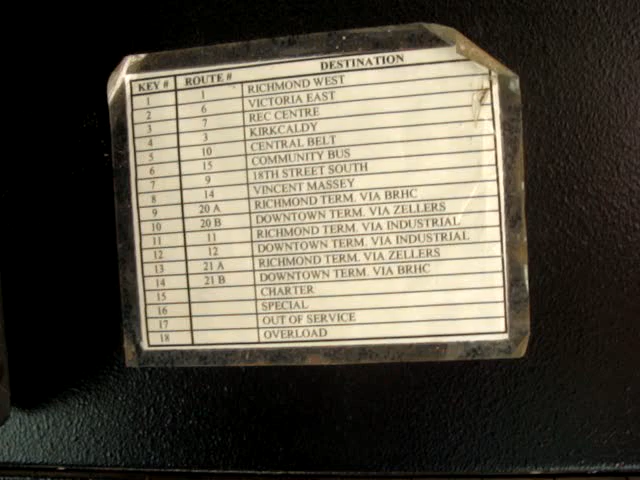 KEY # ROUTE # DESTINATION
1 1 RICHMOND WEST
2 6 VICTORIA EAST
3 7 REC CENTRE
4 3 KIRKCALDY
5 10 CENTRAL BELT
6 15 COMMUNITY BUS
7 9 18TH STREET SOUTH
8 14 VINCENT MASSEY
9 20 A RICHMOND TERM. VIA BRHC
10 20 B DOWNTOWN TERM. VIA ZELLERS
11 11 RICHMOND TERM. VIA INDUSTRIAL
12 12 DOWNTOWN TERM. VIA INDUSTRIAL
13 21 A RICHMOND TERM. VIA ZELLERS
14 21 B DOWNTOWN TERM. VIA BRHC
15 CHARTER
16 SPECIAL
17 OUT OF SERVICE
18 OVERLOAD